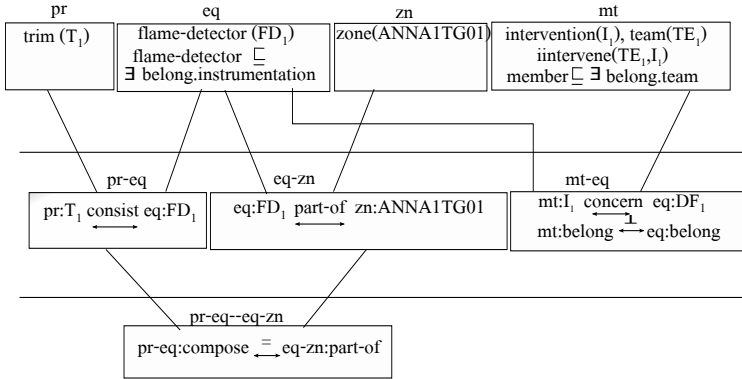 pr eq zn mt
trim (T₁) flame-detector (FD₁) zone(ANNA1TG01) intervention(I₁), team(TE₁)
flame-detector ⊑ iintervene(TE₁,I₁)
∃ belong.instrumentation member ⊑ ∃ belong.team
pr-eq eq-zn mt-eq
pr:T₁ consist eq:FD₁ eq:FD₁ part-of zn:ANNA1TG01 mt:I₁ concern eq:DF₁
⟷ ⟷ ⟷
mt:belong ⟷ ⊥ eq:belong
pr-eq--eq-zn
pr-eq:compose ⟷ = eq-zn:part-of